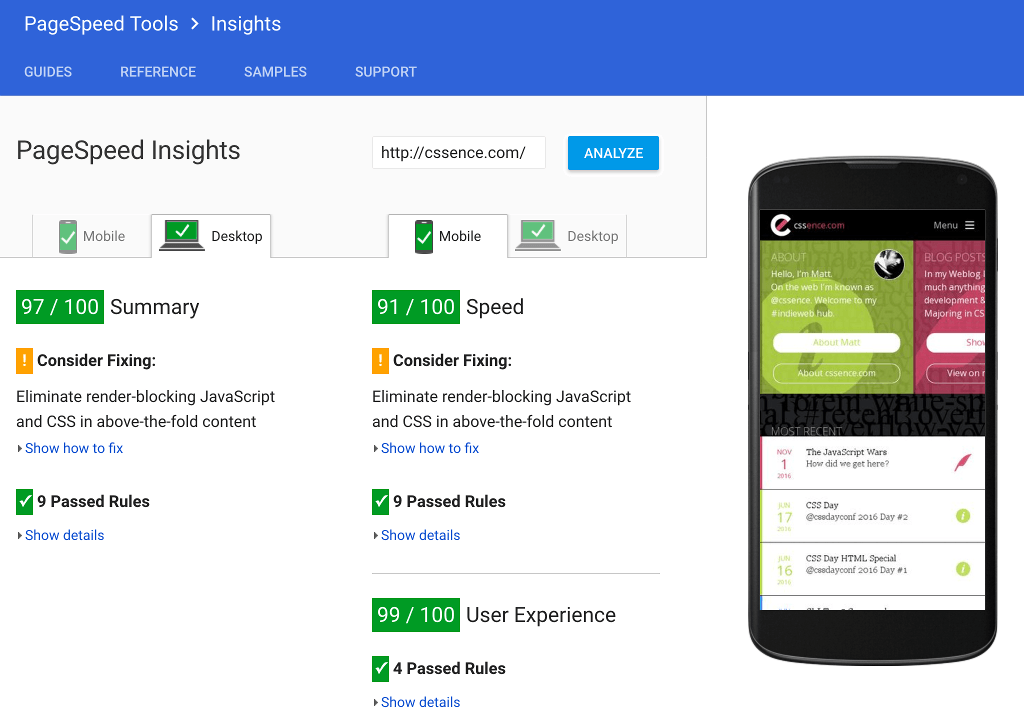 PageSpeed Tools > Insights
GUIDES REFERENCE SAMPLES SUPPORT
PageSpeed Insights
http://cssence.com/
ANALYZE
Mobile
Desktop
97 / 100 Summary
! Consider Fixing:
Eliminate render-blocking JavaScript
and CSS in above-the-fold content
Show how to fix
9 Passed Rules
Show details
Mobile
Desktop
91 / 100 Speed
! Consider Fixing:
Eliminate render-blocking JavaScript
and CSS in above-the-fold content
Show how to fix
9 Passed Rules
Show details
99 / 100 User Experience
4 Passed Rules
Show details
cssence.com
Menu
ABOUT
Hello, I'm Matt.
On the web I'm known as
@cssence. Welcome to my
#indieweb hub.
About Matt
About cssence.com
BLOG POSTS
In my Weblog I
much anything
development &
Majoring in CS
Show
View on
MOST RECENT
NOV
1
2016
The JavaScript Wars
How did we get here?
JUN
17
2016
CSS Day
@cssdayconf 2016 Day #2
JUN
16
2016
CSS Day HTML Special
@cssdayconf 2016 Day #1